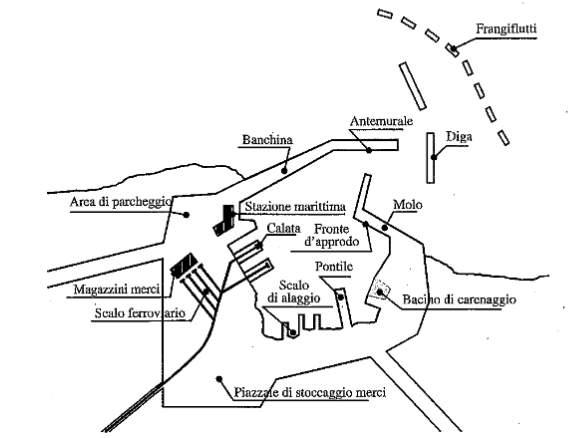 Frangiflutti
Antemurale
Diga
Banchina
Area di parcheggio
Stazione marittima
Molo
Calata
Fronte
d'approdo
Pontile
Scalo
di alaggio
Magazzini merci
Bacino di carenaggio
Scalo ferroviario
Piazzale di stoccaggio merci